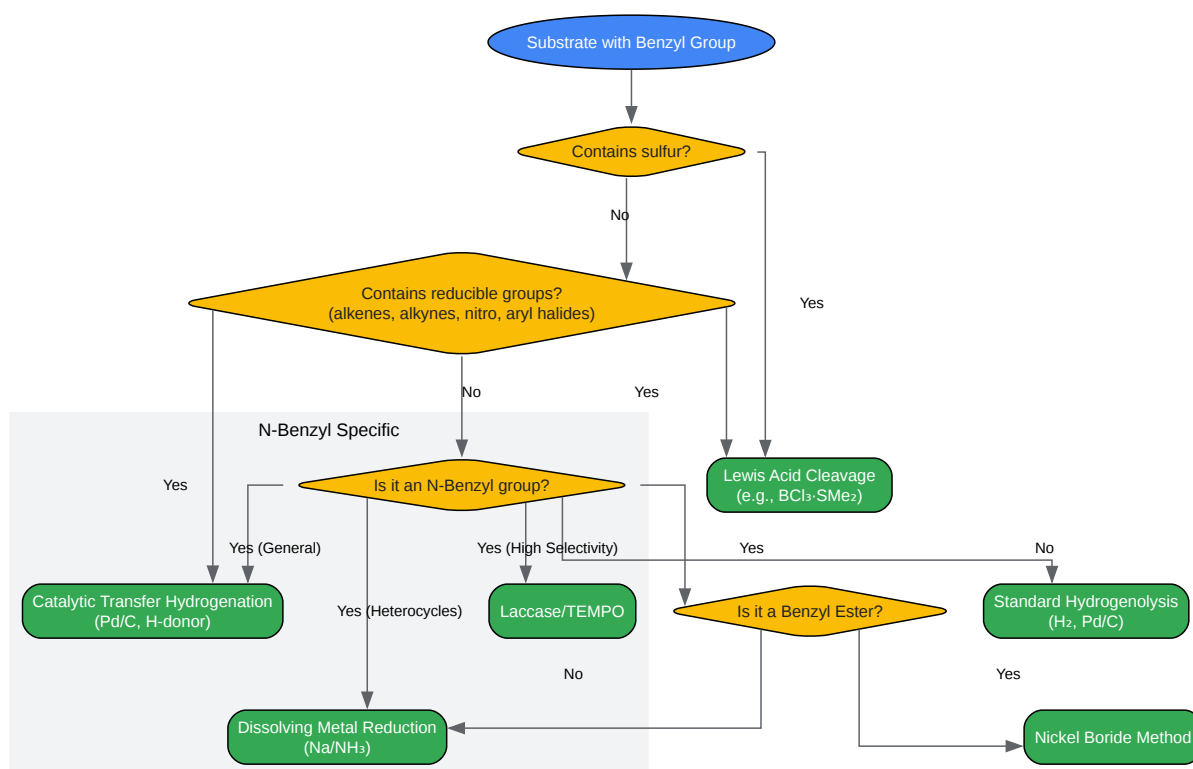 Substrate with Benzyl Group
Contains sulfur?
No
Contains reducible groups?
(alkenes, alkynes, nitro, aryl halides)
Yes
No
Yes
N-Benzyl Specific
Lewis Acid Cleavage
(e.g., BCl₃·SMe₂)
Is it an N-Benzyl group?
Yes
Yes (General)
Yes (High Selectivity)
Yes
No
Catalytic Transfer Hydrogenation
(Pd/C, H-donor)
Yes (Heterocycles)
Laccase/TEMPO
Is it a Benzyl Ester?
Standard Hydrogenolysis
(H₂, Pd/C)
No
Yes
Dissolving Metal Reduction
(Na/NH₃)
Nickel Boride Method